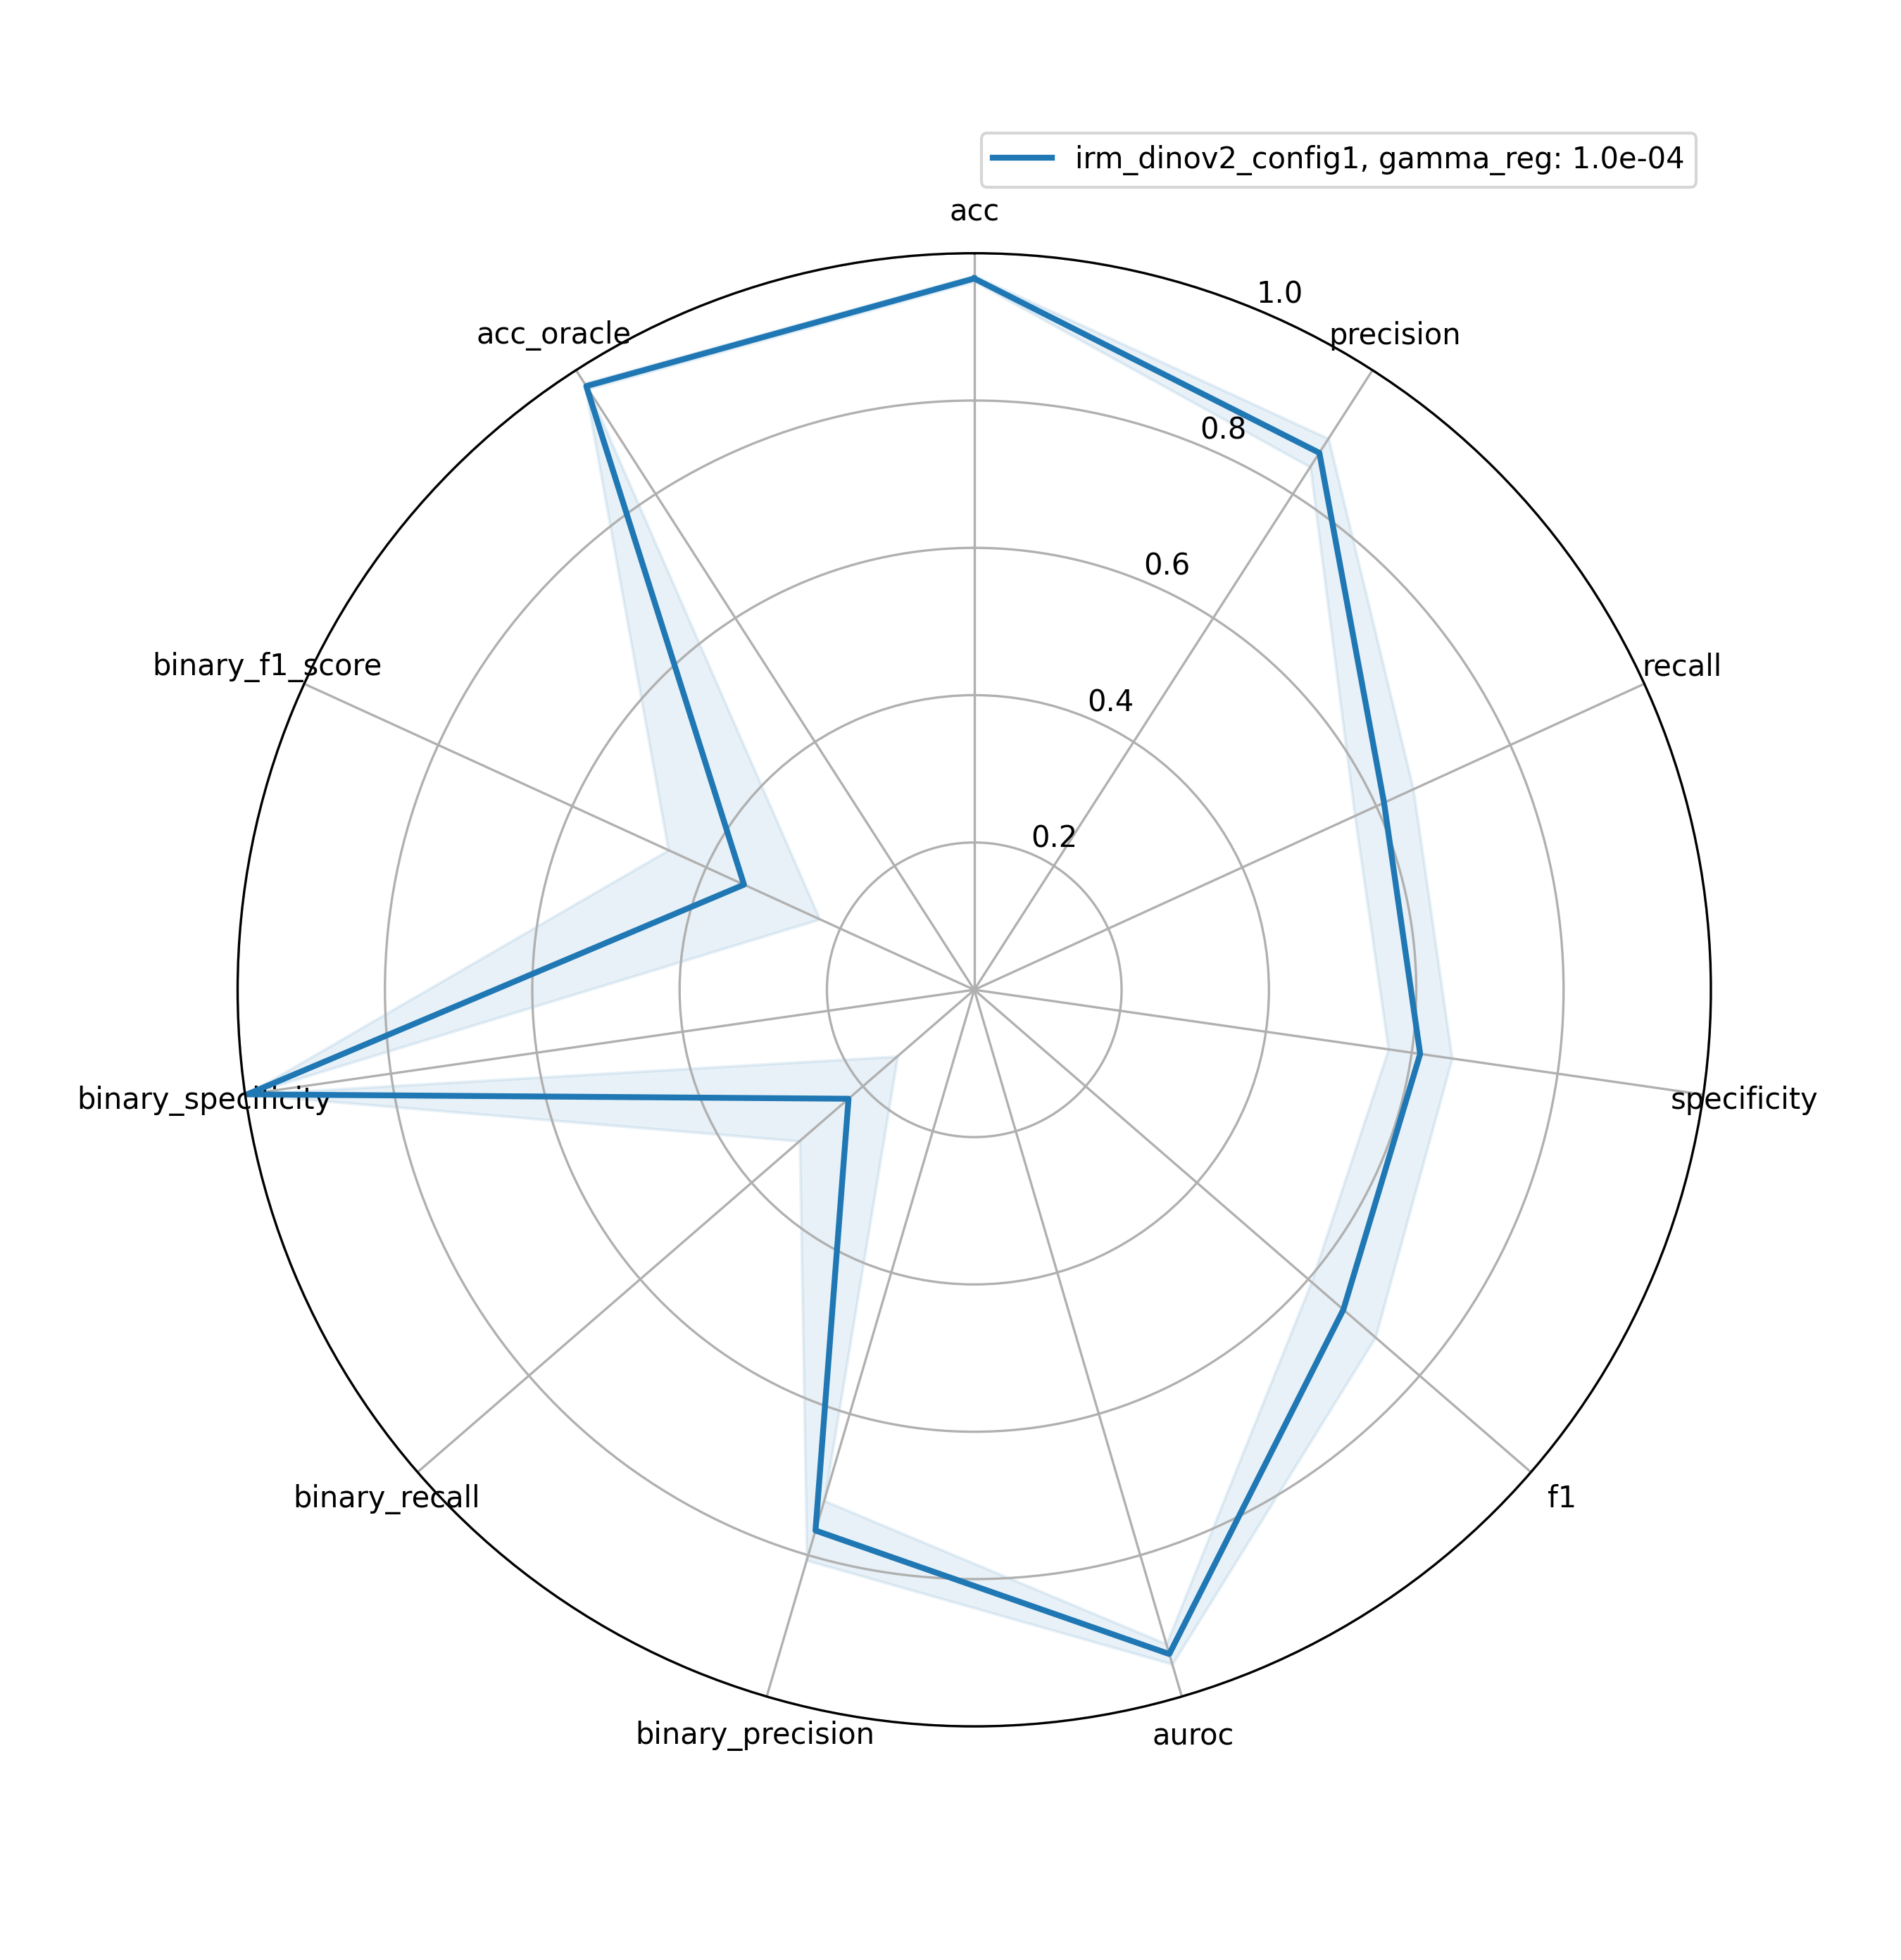 irm_dinov2_config1, gamma_reg: 1.0e-04
acc
1.0
acc_oracle
precision
0.8
0.6
binary_f1_score
recall
0.4
0.2
binary_specificity
specificity
binary_recall
f1
binary_precision
auroc